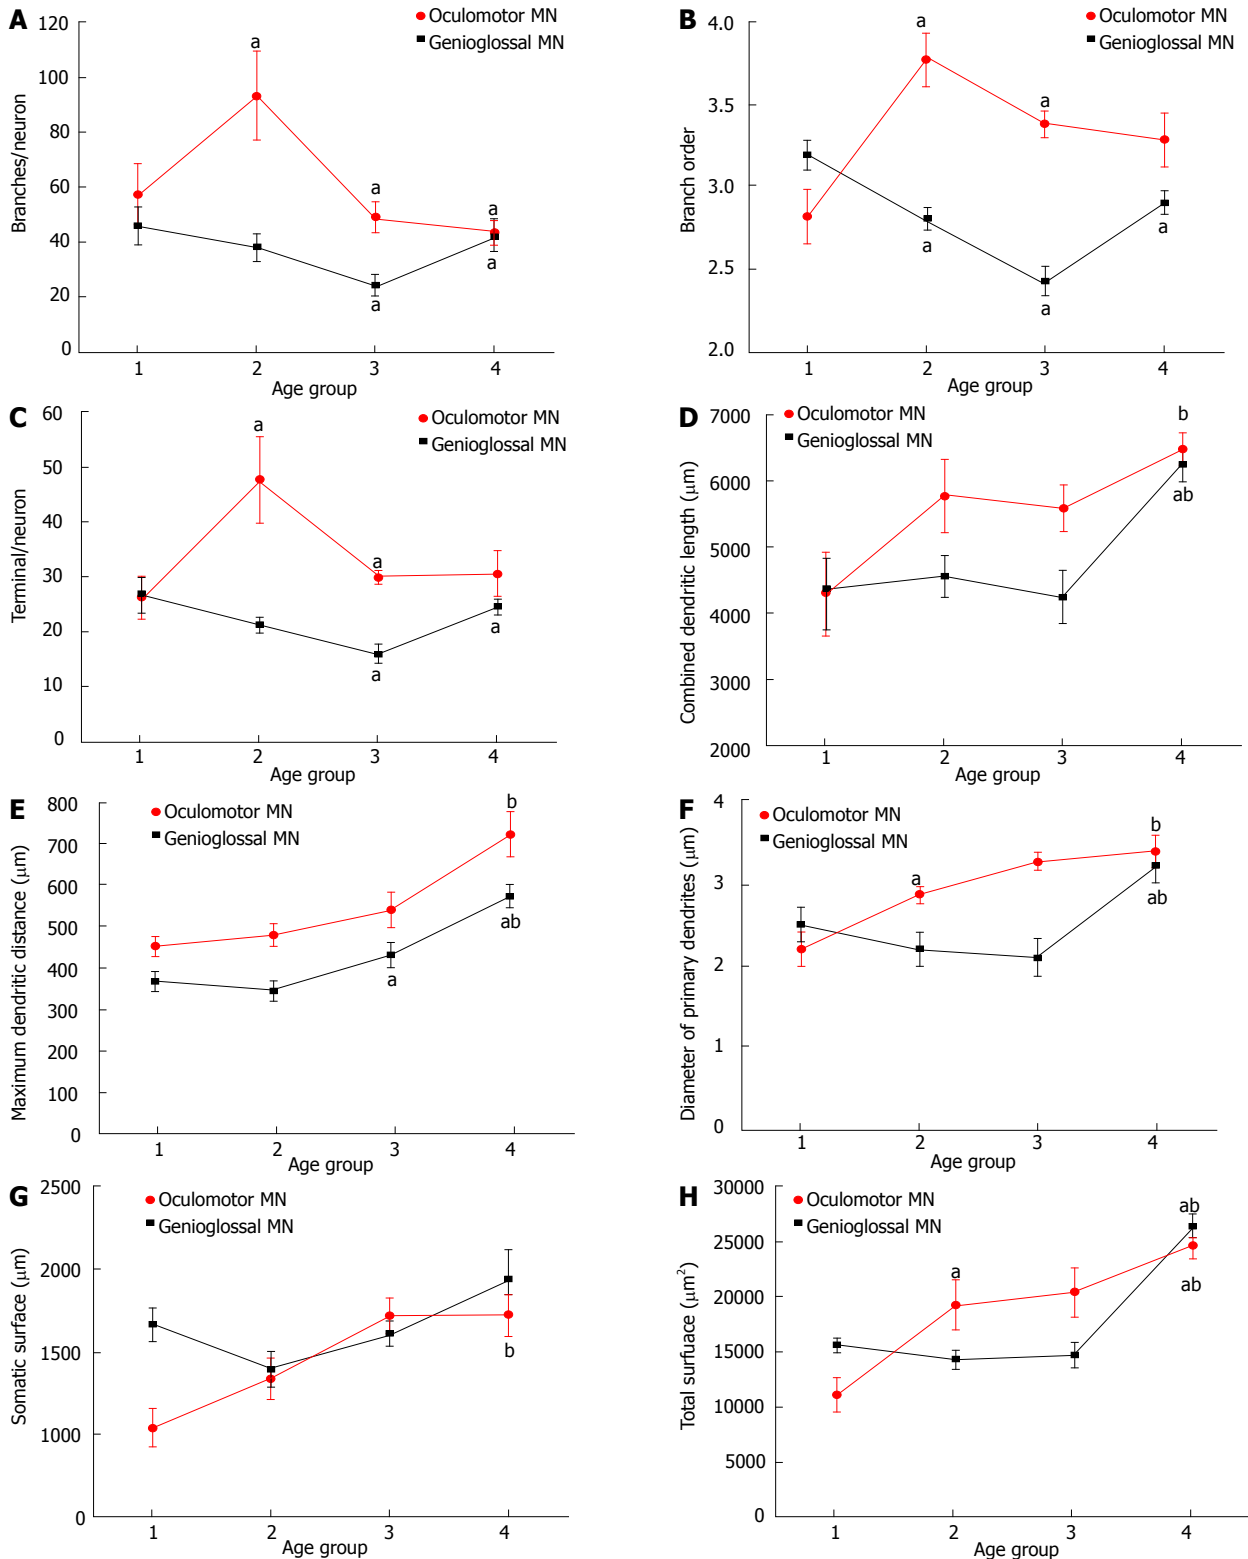 A
Oculomotor MN
Genioglossal MN
Branches/neuron
120
100
80
60
40
20
0
a
a
a
a
a
1
2
3
4
Age group
B
Oculomotor MN
Genioglossal MN
Branch order
4.0
3.5
3.0
2.5
2.0
a
a
a
a
a
1
2
3
4
Age group
C
Oculomotor MN
Genioglossal MN
Terminal/neuron
60
50
40
30
20
10
0
a
a
a
a
1
2
3
4
Age group
D
Oculomotor MN
Genioglossal MN
Combined dendritic length (μm)
7000
6000
5000
4000
3000
2000
b
ab
1
2
3
4
Age group
E
Oculomotor MN
Genioglossal MN
Maximum dendritic distance (μm)
800
700
600
500
400
300
200
100
0
b
ab
a
1
2
3
4
Age group
F
Oculomotor MN
Genioglossal MN
Diameter of primary dendrites (μm)
4
3
2
1
0
b
a
ab
1
2
3
4
Age group
G
Oculomotor MN
Genioglossal MN
Somatic surface (μm)
2500
2000
1500
1000
0
b
1
2
3
4
Age group
H
Oculomotor MN
Genioglossal MN
Total surfuace (μm²)
30000
25000
20000
15000
10000
5000
0
ab
a
ab
1
2
3
4
Age group